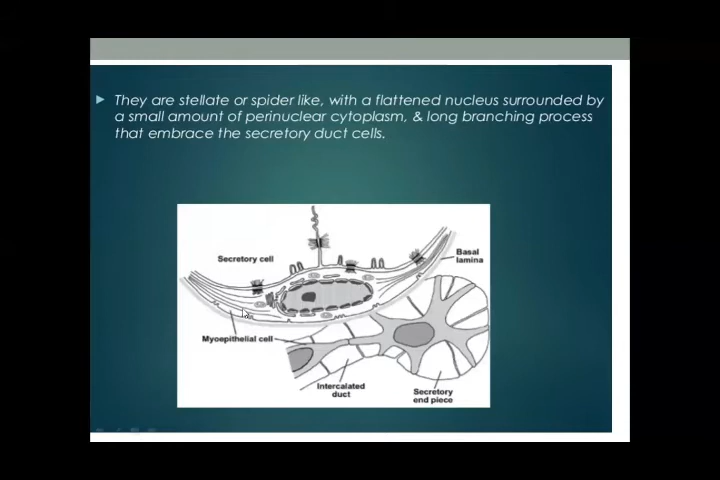 They are stellate or spider like, with a flattened nucleus surrounded by
a small amount of perinuclear cytoplasm, & long branching process
that embrace the secretory duct cells.
Secretory cell
Basal
lamina
Myoepithelial cell
Intercalated
duct
Secretory
end piece